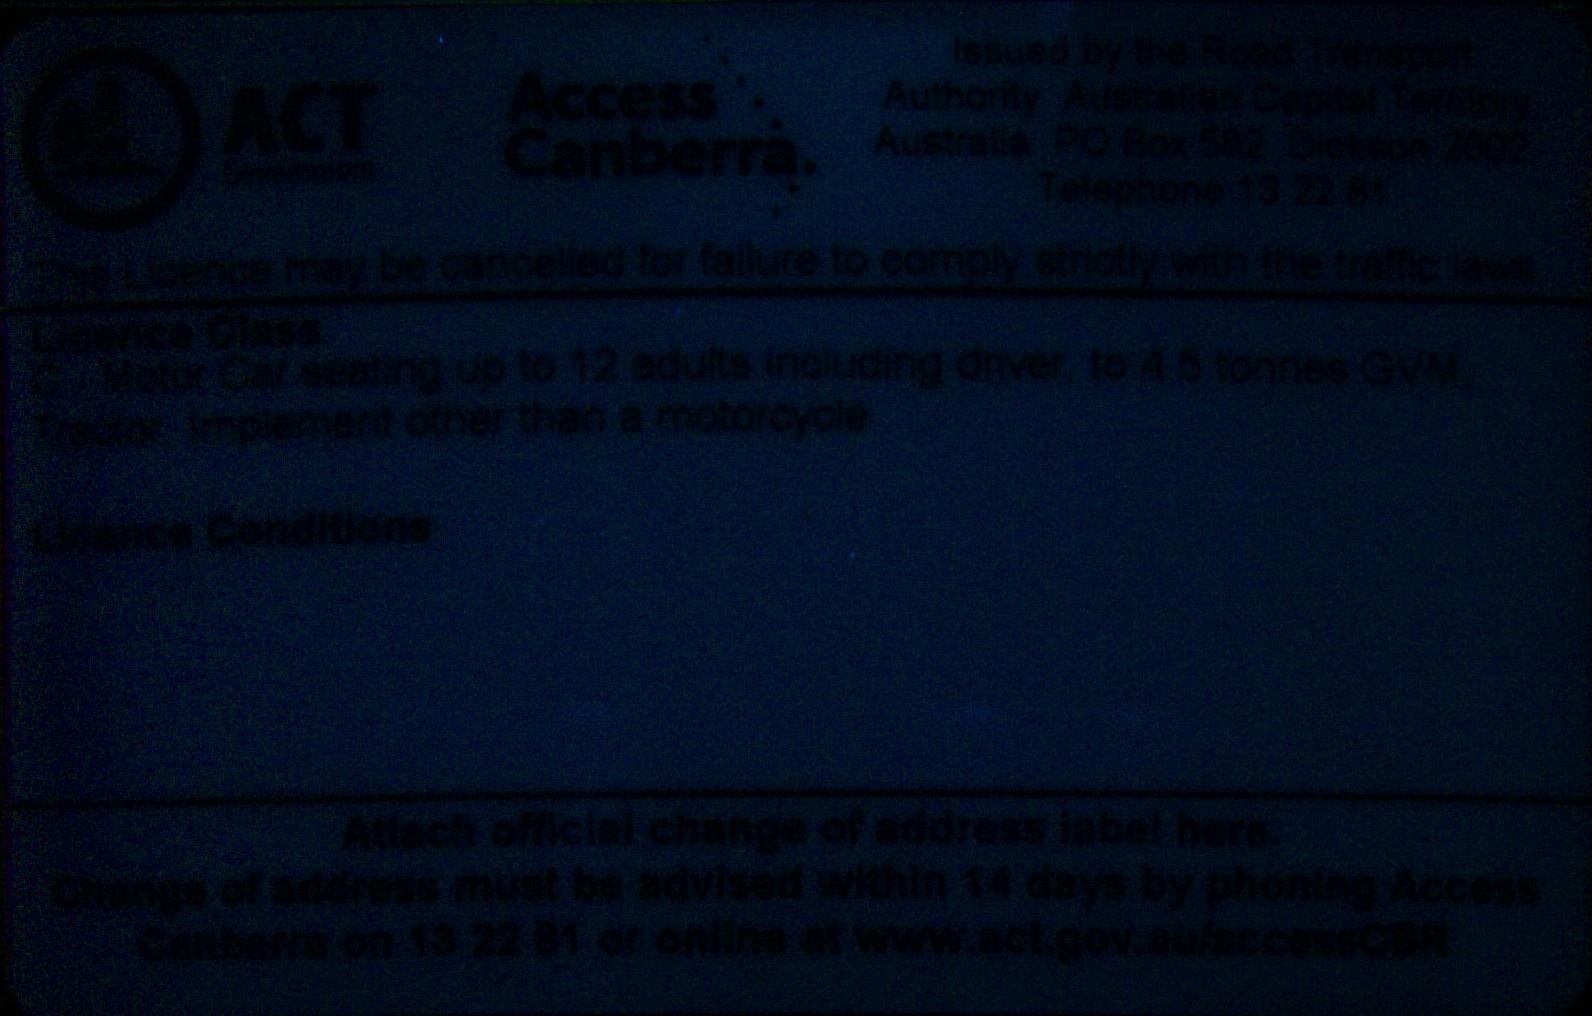 ACT
Government
Access
Canberra.
Issued by the Road Transport
Authority Australian Capital Territory,
Australia PO Box 582 Dickson 2602
Telephone 13 22 81
This Licence may be cancelled for failure to comply strictly with the traffic laws
Licence Class
C / Motor Car seating up to 12 adults including driver, to 4.5 tonnes GVM,
Tractor, Implement other than a motorcycle
Licence Conditions
Attach official change of address label here.
Change of address must be advised within 14 days by phoning Access
Canberra on 13 22 81 or online at www.act.gov.au/accessCBR